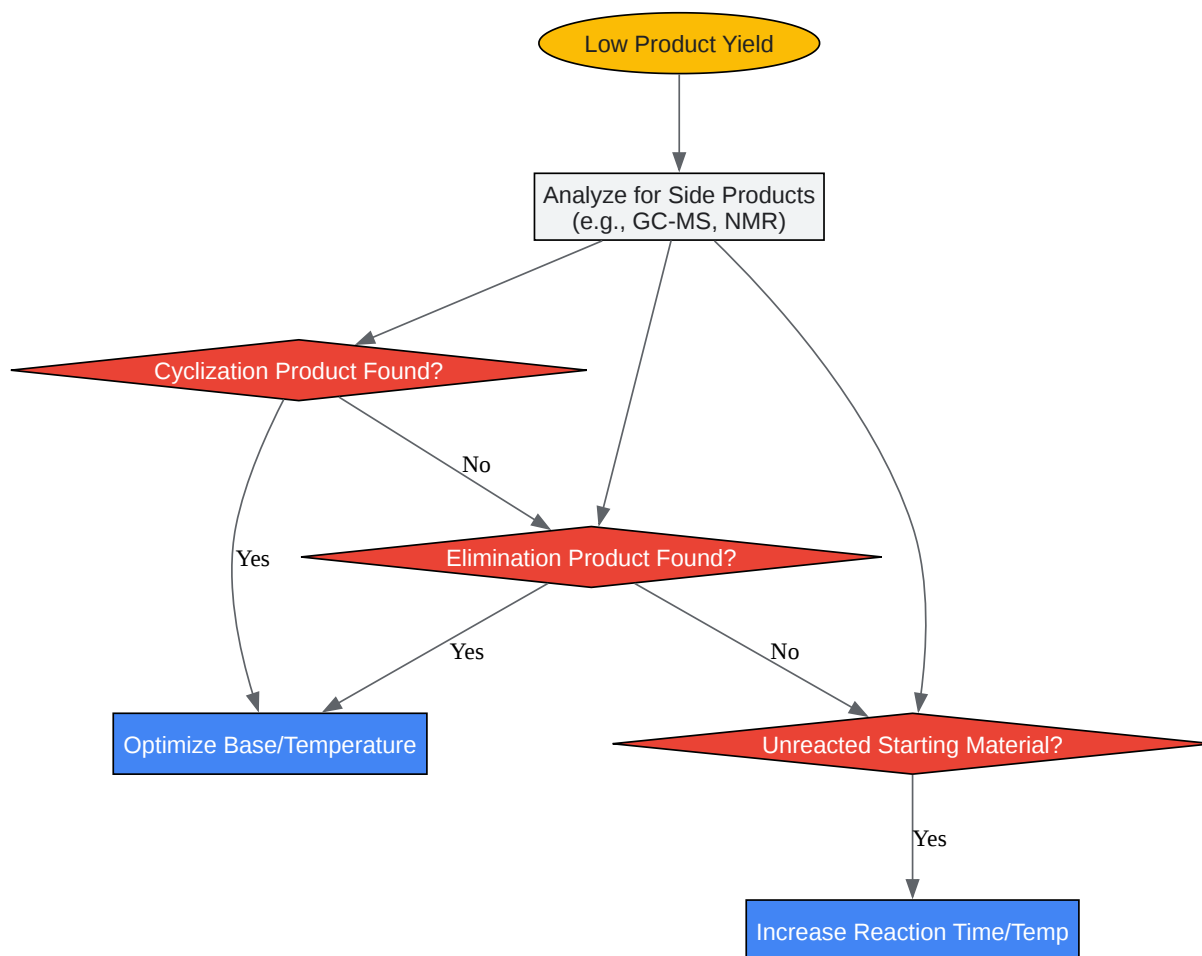 Low Product Yield
Analyze for Side Products
(e.g., GC-MS, NMR)
Cyclization Product Found?
No
Yes
Elimination Product Found?
Yes
No
Optimize Base/Temperature
Unreacted Starting Material?
Yes
Increase Reaction Time/Temp